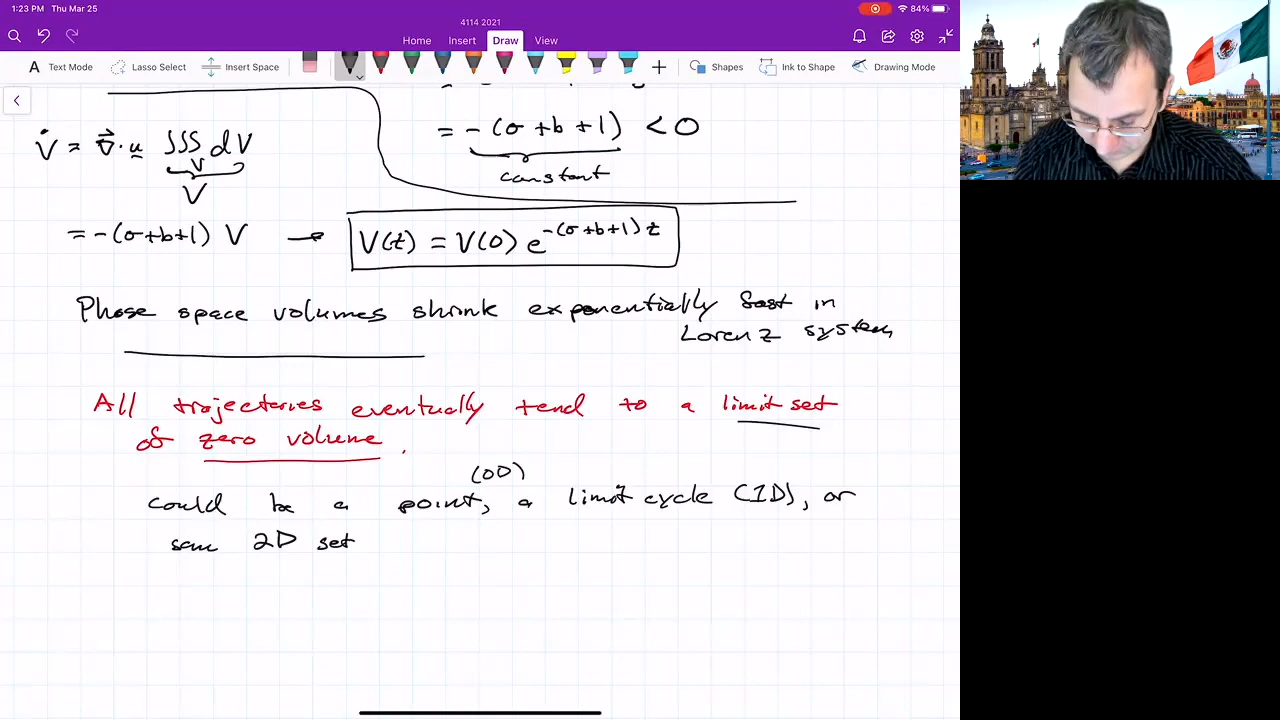 1:23 PM Thu Mar 25
84%
4114 2021
Home Insert Draw View
Text Mode Lasso Select Insert Space Shapes Ink to Shape Drawing Mode
= -(σ+b+1) < 0
constant
V̇ = ∇⃗·u ∭ dV
V
V
= -(σ+b+1) V → V(t) = V(0) e^{-(σ+b+1)t}
Phase space volumes shrink exponentially fast in
Lorenz system
All trajectories eventually tend to a limit set
of zero volume.
(0D)
could be a point, a limit cycle (1D), or
some 2D set